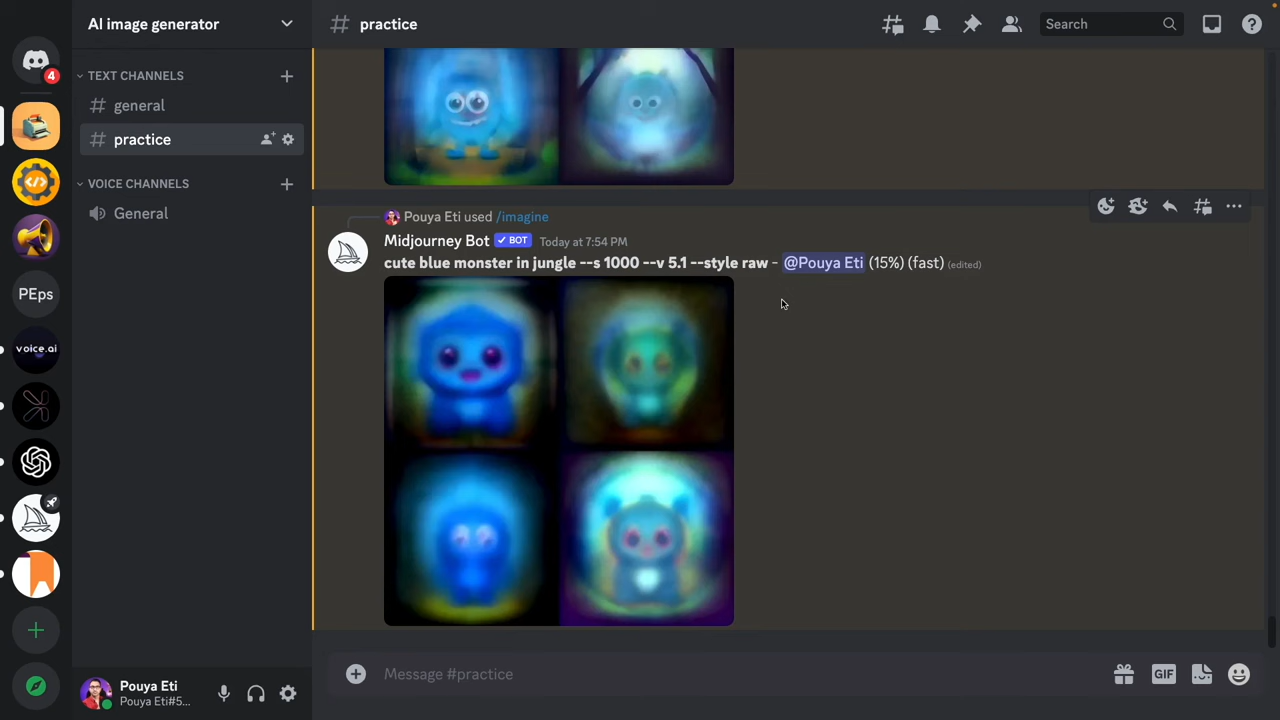 AI image generator
practice
Search
4
TEXT CHANNELS
general
practice
VOICE CHANNELS
General
PEps
voice.ai
Pouya Eti used /imagine
Midjourney Bot ✓ BOT Today at 7:54 PM
cute blue monster in jungle --s 1000 --v 5.1 --style raw - @Pouya Eti (15%) (fast) (edited)
Pouya Eti
Pouya Eti#5...
Message #practice
GIF